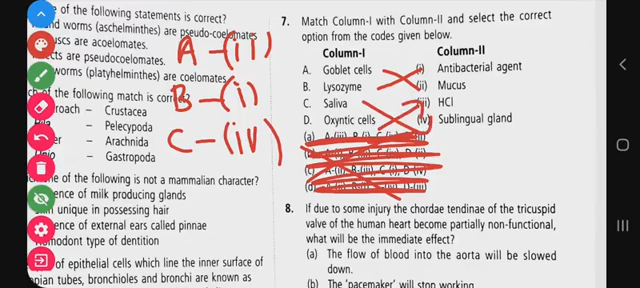 e of the following statements is correct?
nd worms (aschelminthes) are pseudo-coelomates
uscs are acoelomates.
ects are pseudocoelomates.
worms (platyhelminthes) are coelomates
ch of the following match is correct?
roach – Crustacea
– Pelecypoda
er – Arachnida
– Gastropoda
ne of the following is not a mammalian character?
ence of milk producing glands
unique in possessing hair
ence of external ears called pinnae
modont type of dentition
of epithelial cells which line the inner surface of
pian tubes, bronchioles and bronchi are known as
A-(ii)
B-(i)
C-(iv)
7. Match Column-I with Column-II and select the correct
option from the codes given below.
Column-I Column-II
A. Goblet cells (i) Antibacterial agent
B. Lysozyme (ii) Mucus
C. Saliva (iii) HCl
D. Oxyntic cells (iv) Sublingual gland
(a)
(c) A-(ii), B-(iii), C-(i), D-(iv)
(d)
8. If due to some injury the chordae tendinae of the tricuspid
valve of the human heart become partially non-functional,
what will be the immediate effect?
(a) The flow of blood into the aorta will be slowed
down.
(b) The 'pacemaker' will stop working.